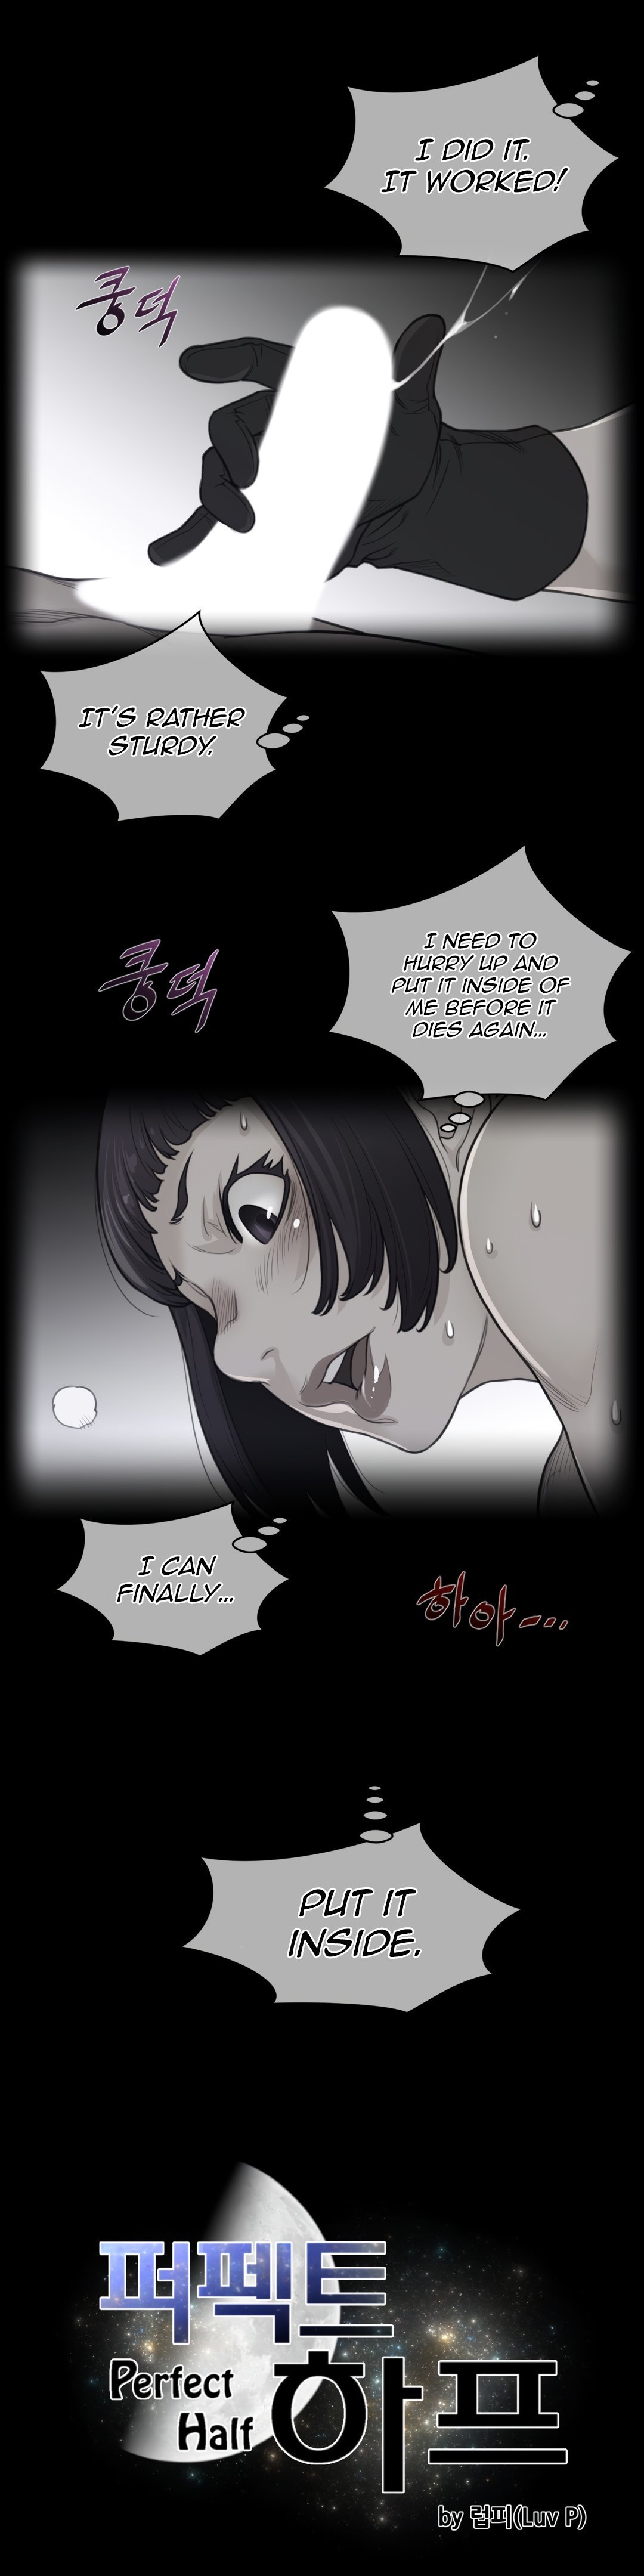 I DID IT.
IT WORKED!
쿵덕
IT'S RATHER
STURDY.
I NEED TO
HURRY UP AND
PUT IT INSIDE OF
ME BEFORE IT
DIES AGAIN...
쿵덕
I CAN
FINALLY...
하아---...
PUT IT
INSIDE.
퍼펙트
Perfect
Half
하프
by 럽피(Luv P)